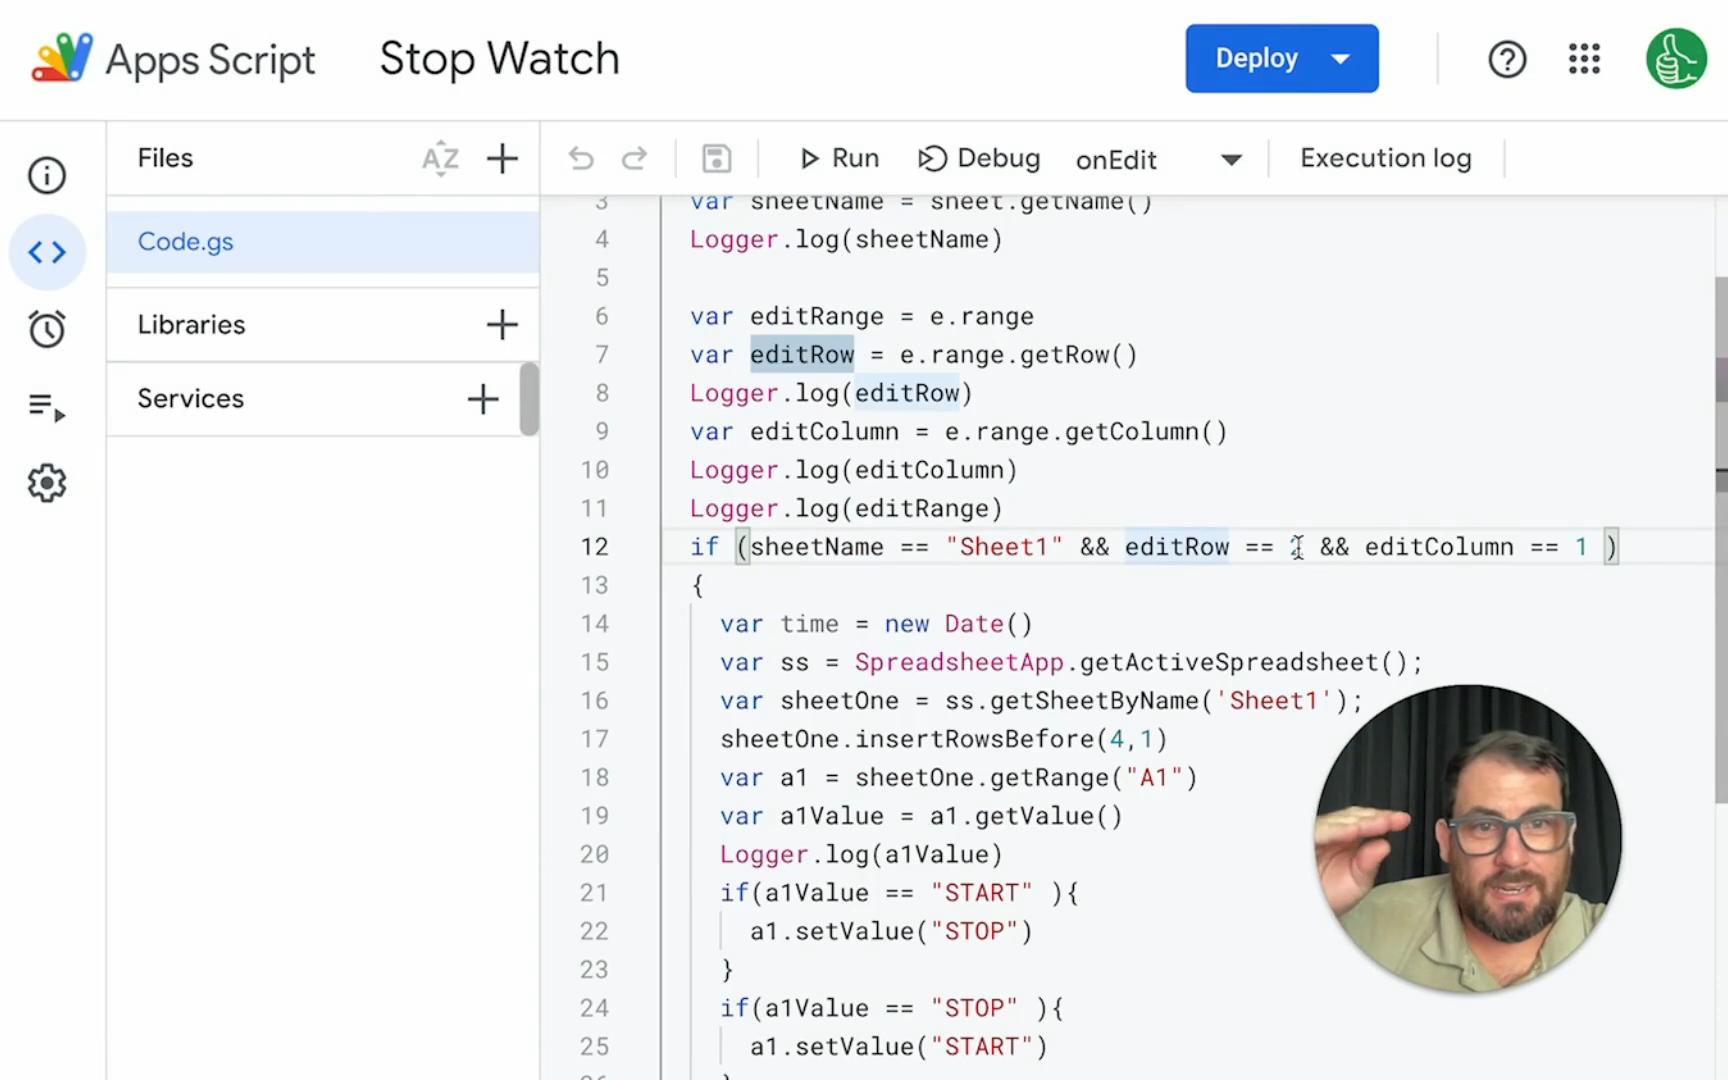 Apps Script
Stop Watch
Deploy
Files
AZ
Run
Debug
onEdit
Execution log
Code.gs
Libraries
Services
3 var sheetName = sheet.getName()
4 Logger.log(sheetName)
5
6 var editRange = e.range
7 var editRow = e.range.getRow()
8 Logger.log(editRow)
9 var editColumn = e.range.getColumn()
10 Logger.log(editColumn)
11 Logger.log(editRange)
12 if (sheetName == "Sheet1" && editRow == 2 && editColumn == 1 )
13 {
14 var time = new Date()
15 var ss = SpreadsheetApp.getActiveSpreadsheet();
16 var sheetOne = ss.getSheetByName('Sheet1');
17 sheetOne.insertRowsBefore(4,1)
18 var a1 = sheetOne.getRange("A1")
19 var a1Value = a1.getValue()
20 Logger.log(a1Value)
21 if(a1Value == "START" ){
22 a1.setValue("STOP")
23 }
24 if(a1Value == "STOP" ){
25 a1.setValue("START")